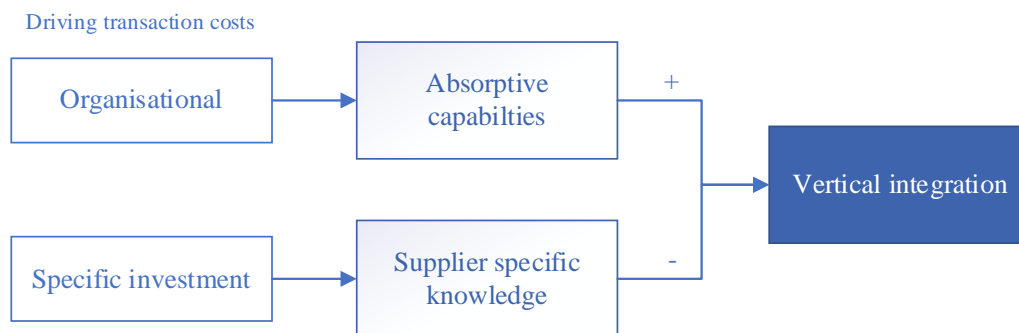 Driving transaction costs
Organisational
Absorptive
capabilties
+
Vertical integration
Specific investment
Supplier specific
knowledge
-